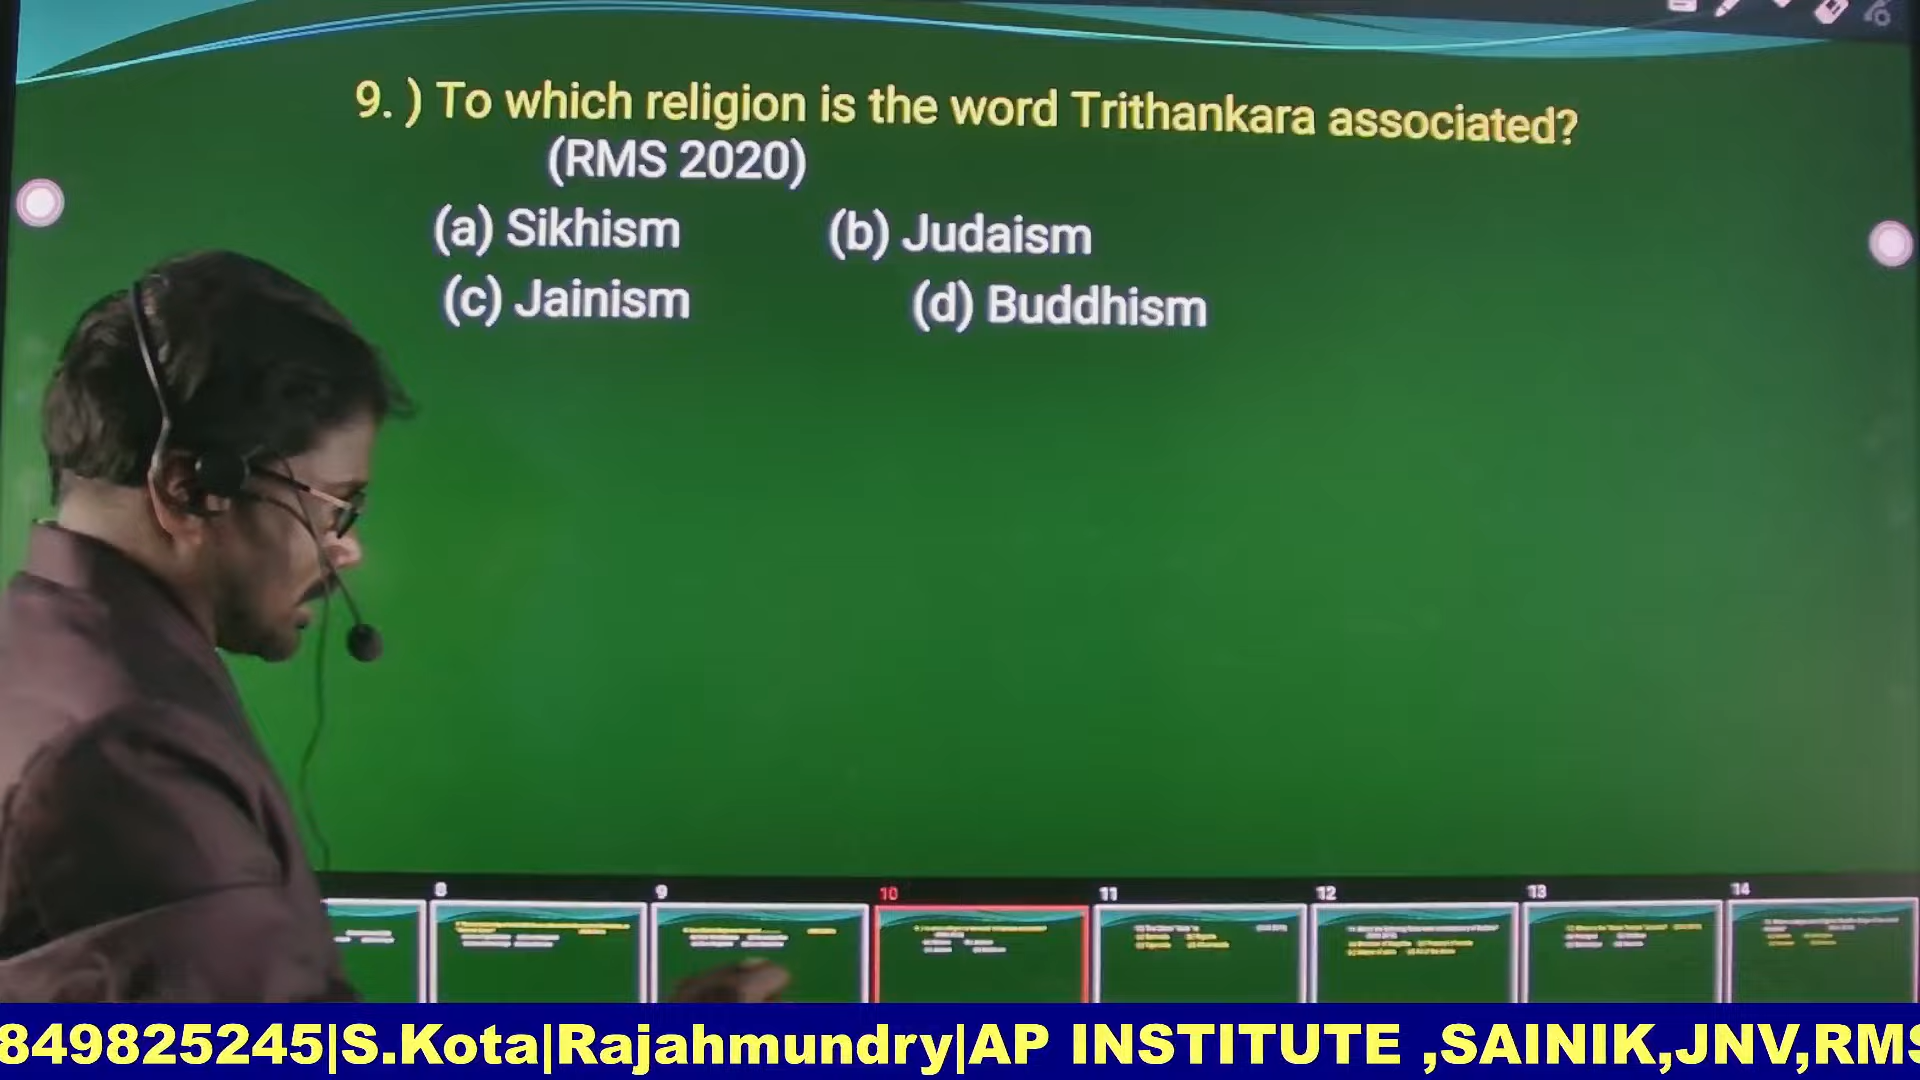 9. ) To which religion is the word Trithankara associated?
(RMS 2020)
(a) Sikhism (b) Judaism
(c) Jainism (d) Buddhism
8 9 10 11 12 13 14
849825245|S.Kota|Rajahmundry|AP INSTITUTE ,SAINIK,JNV,RMS